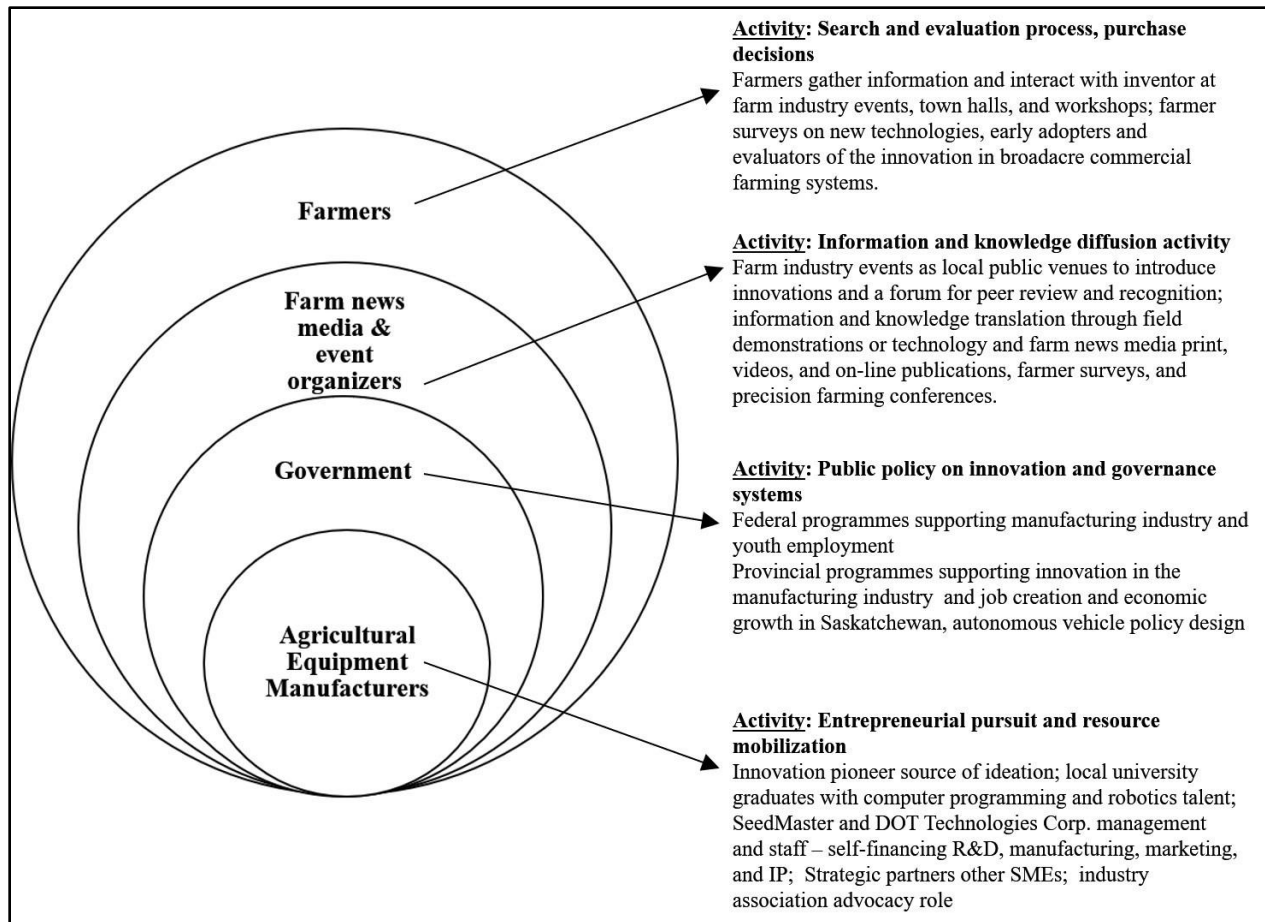 Activity: Search and evaluation process, purchase
decisions
Farmers gather information and interact with inventor at
farm industry events, town halls, and workshops; farmer
surveys on new technologies, early adopters and
evaluators of the innovation in broadacre commercial
farming systems.
Farmers
Activity: Information and knowledge diffusion activity
Farm industry events as local public venues to introduce
innovations and a forum for peer review and recognition;
information and knowledge translation through field
demonstrations or technology and farm news media print,
videos, and on-line publications, farmer surveys, and
precision farming conferences.
Farm news
media &
event
organizers
Activity: Public policy on innovation and governance
systems
Federal programmes supporting manufacturing industry and
youth employment
Provincial programmes supporting innovation in the
manufacturing industry and job creation and economic
growth in Saskatchewan, autonomous vehicle policy design
Government
Activity: Entrepreneurial pursuit and resource
mobilization
Innovation pioneer source of ideation; local university
graduates with computer programming and robotics talent;
SeedMaster and DOT Technologies Corp. management
and staff – self-financing R&D, manufacturing, marketing,
and IP; Strategic partners other SMEs; industry
association advocacy role
Agricultural
Equipment
Manufacturers